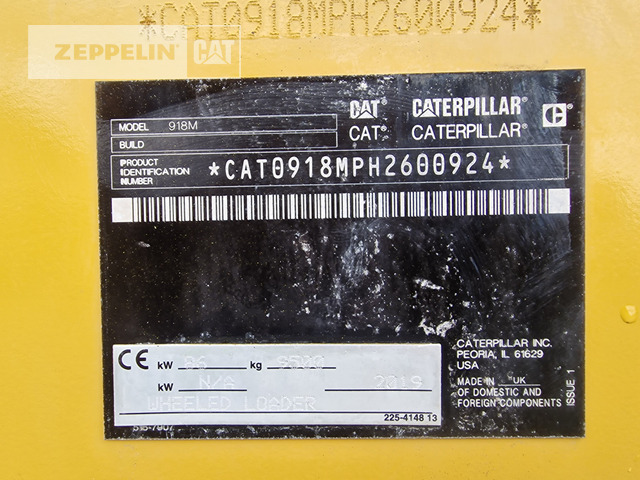 *CAT0918MPH2600924*
ZEPPELIN CAT
CAT CATERPILLAR C
CAT® CATERPILLAR®
MODEL 918M
BUILD
PRODUCT IDENTIFICATION NUMBER *CAT0918MPH2600924*
CATERPILLAR INC.
PEORIA, IL 61629
USA
MADE IN UK
OF DOMESTIC AND
FOREIGN COMPONENTS
ISSUE 1
CE kW 86 kg 9500
kW N/A 2019
WHEELED LOADER
225-4148 13